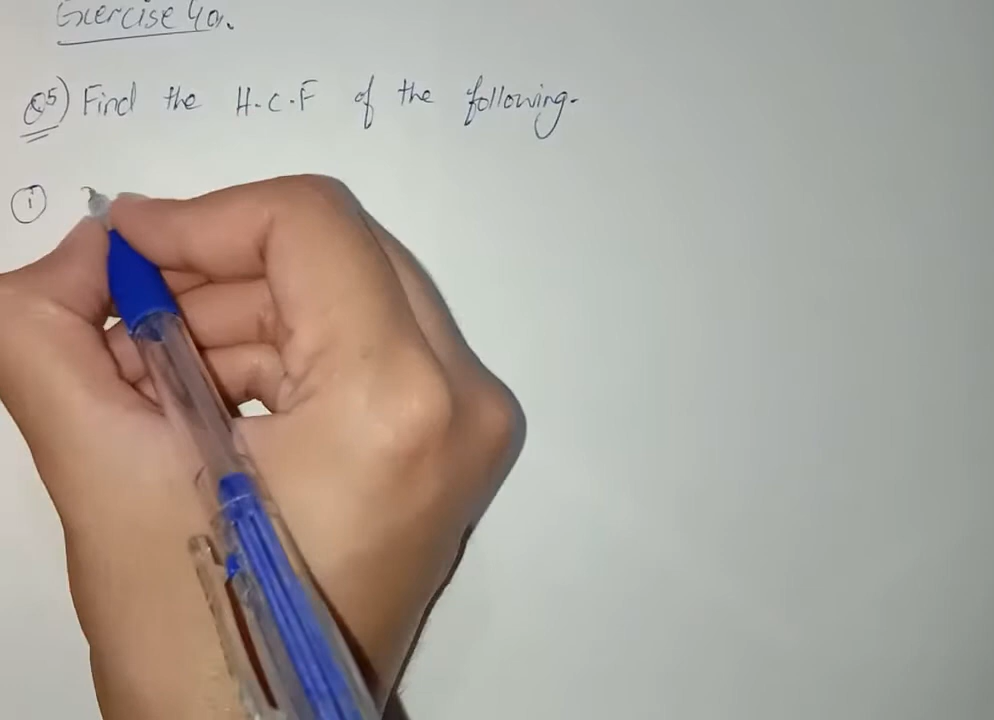 Exercise 4a.
Q5) Find the H.C.F of the following.
i